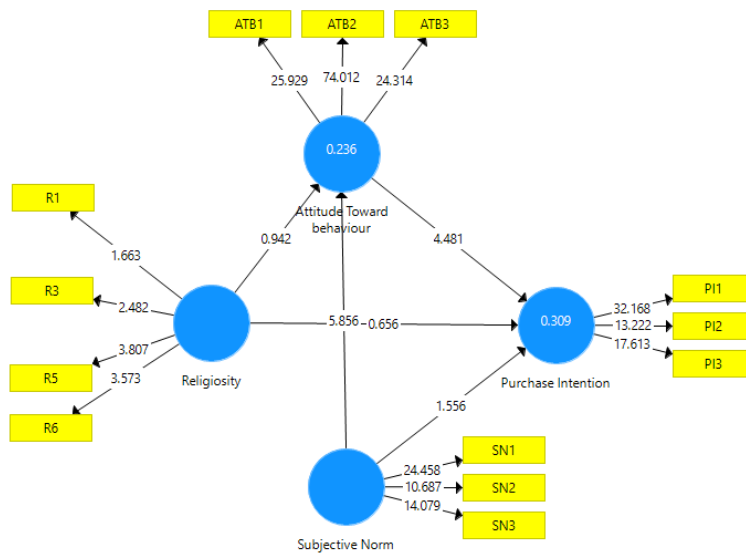 ATB1
ATB2
ATB3
25.929
74.012
24.314
0.236
Attitude Toward
behaviour
R1
1.663
0.942
4.481
R3
2.482
PI1
32.168
5.856
0.656
0.309
13.222
PI2
R5
3.807
17.613
PI3
3.573
Religiosity
Purchase Intention
R6
1.556
SN1
24.458
10.687
SN2
14.079
SN3
Subjective Norm